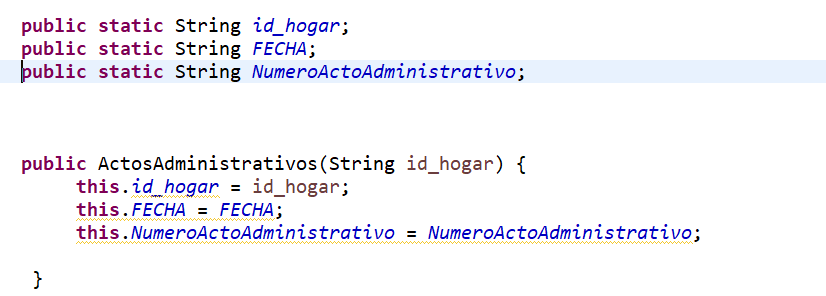 public static String id_hogar;
public static String FECHA;
public static String NumeroActoAdministrativo;
public ActosAdministrativos(String id_hogar) {
this.id_hogar = id_hogar;
this.FECHA = FECHA;
this.NumeroActoAdministrativo = NumeroActoAdministrativo;
}